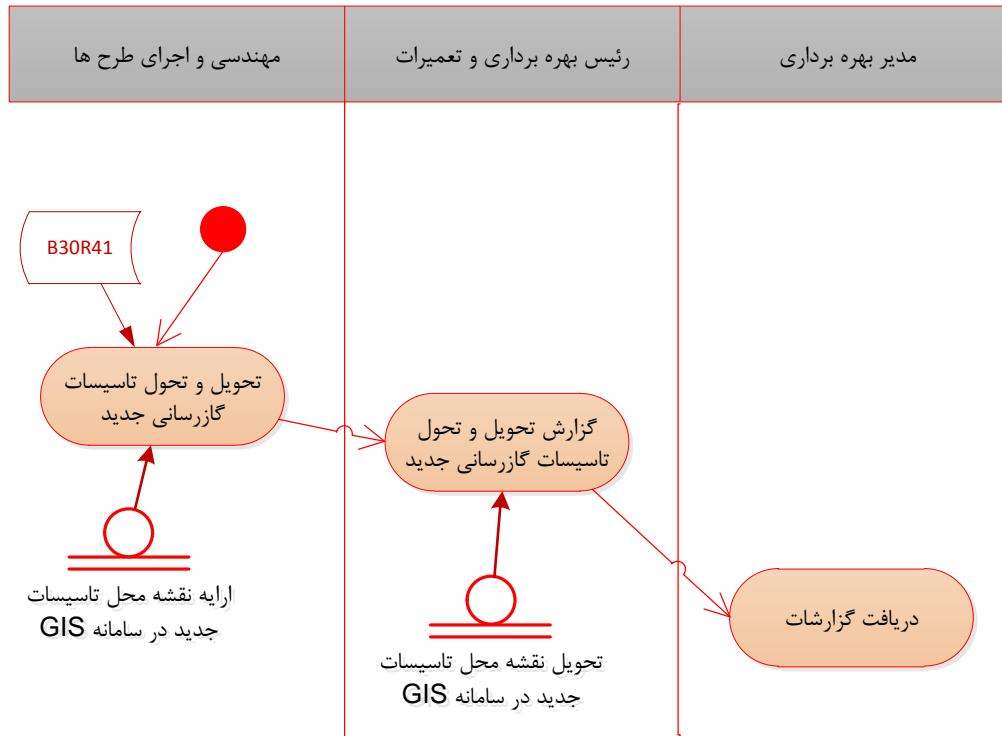 مهندسی و اجرای طرح ها
رئیس بهره برداری و تعمیرات
مدیر بهره برداری
B30R41
تحویل و تحول تاسیسات
گازرسانی جدید
ارایه نقشه محل تاسیسات
جدید در سامانه GIS
گزارش تحویل و تحول
تاسیسات گازرسانی جدید
تحویل نقشه محل تاسیسات
جدید در سامانه GIS
دریافت گزارشات